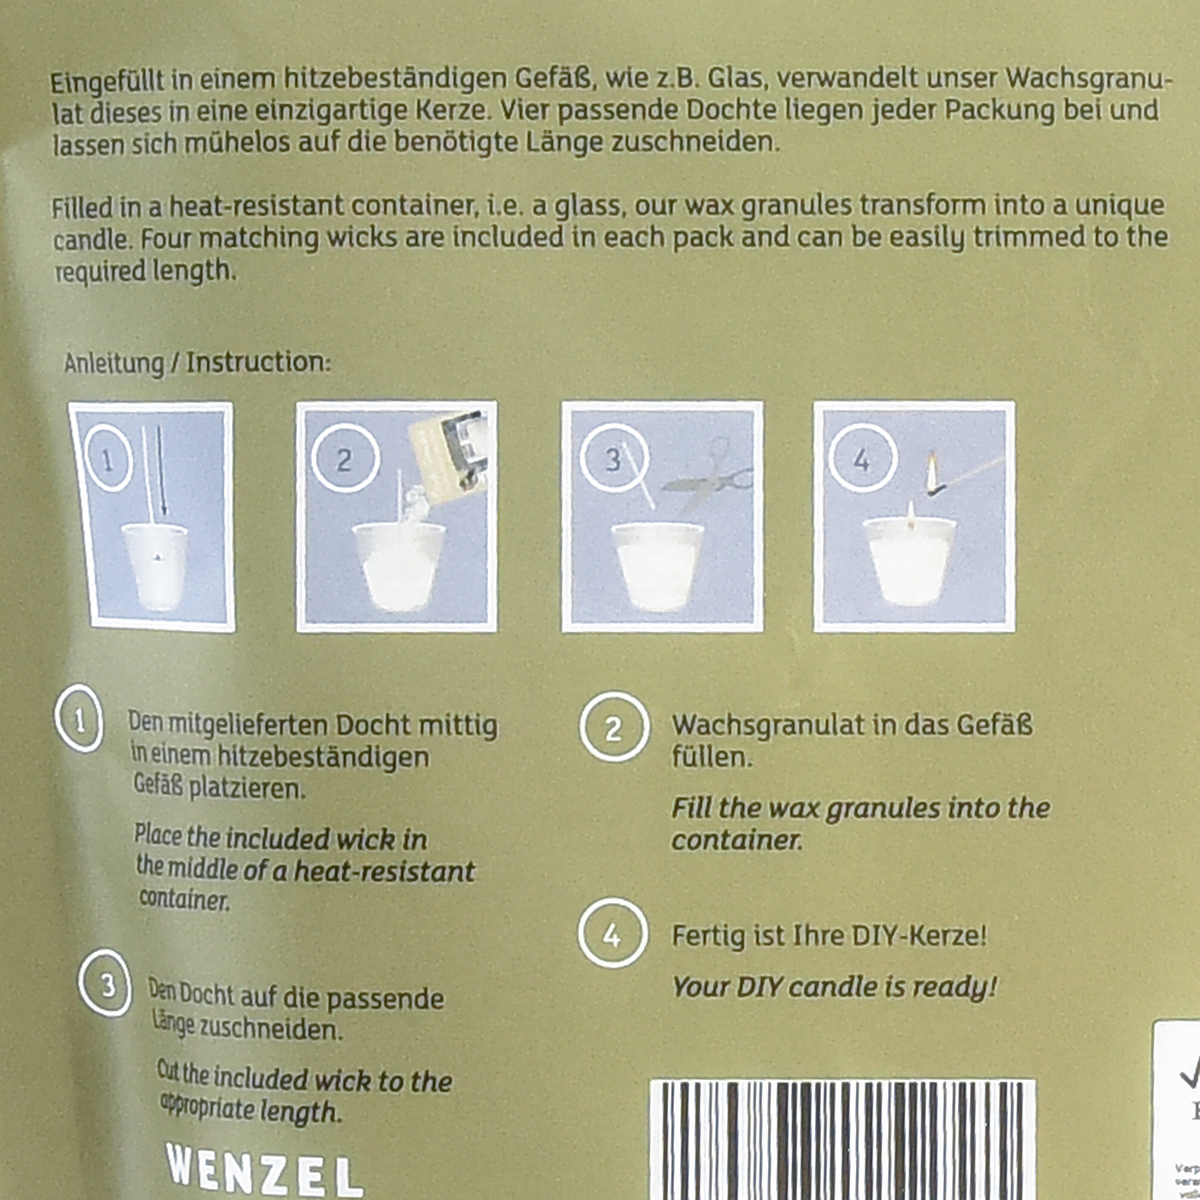 Eingefüllt in einem hitzebeständigen Gefäß, wie z.B. Glas, verwandelt unser Wachsgranu-
lat dieses in eine einzigartige Kerze. Vier passende Dochte liegen jeder Packung bei und
lassen sich mühelos auf die benötigte Länge zuschneiden.
Filled in a heat-resistant container, i.e. a glass, our wax granules transform into a unique
candle. Four matching wicks are included in each pack and can be easily trimmed to the
required length.
Anleitung / Instruction:
1
2
3
4
1
Den mitgelieferten Docht mittig
in einem hitzebeständigen
Gefäß platzieren.
Place the included wick in
the middle of a heat-resistant
container.
2
Wachsgranulat in das Gefäß
füllen.
Fill the wax granules into the
container.
3
Den Docht auf die passende
Länge zuschneiden.
Cut the included wick to the
appropriate length.
4
Fertig ist Ihre DIY-Kerze!
Your DIY candle is ready!
WENZEL